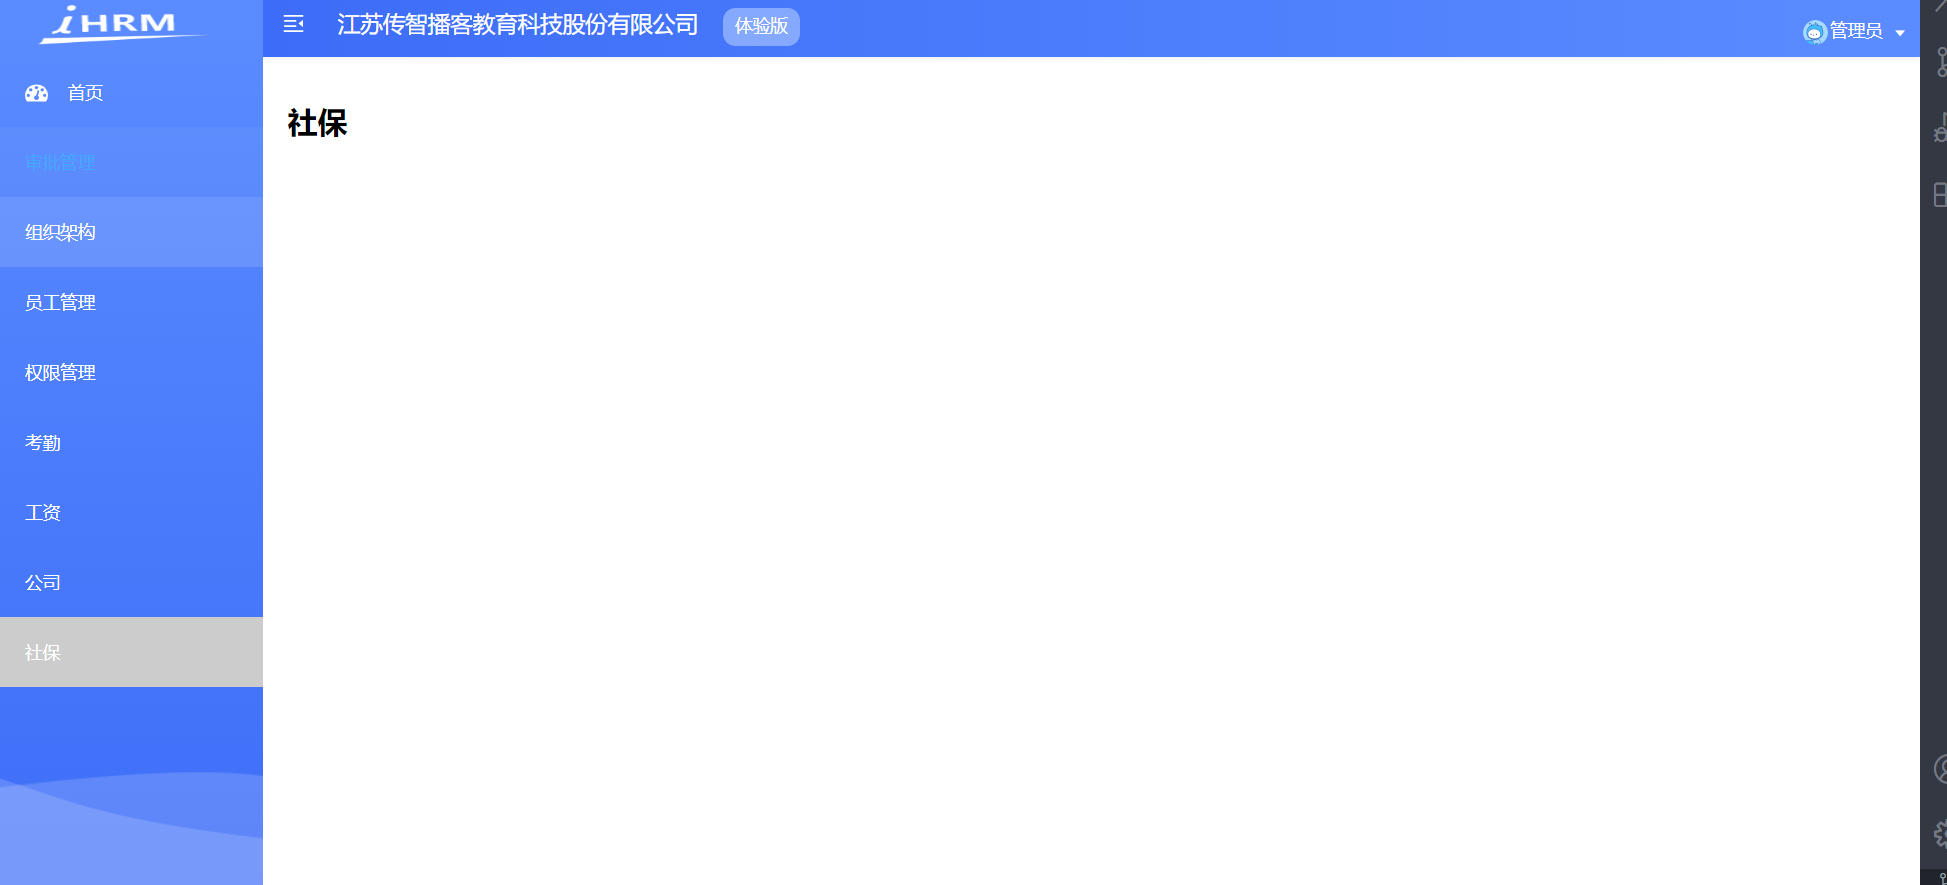 iHRM
江苏传智播客教育科技股份有限公司 体验版
管理员
首页
审批管理
组织架构
员工管理
权限管理
考勤
工资
公司
社保
社保